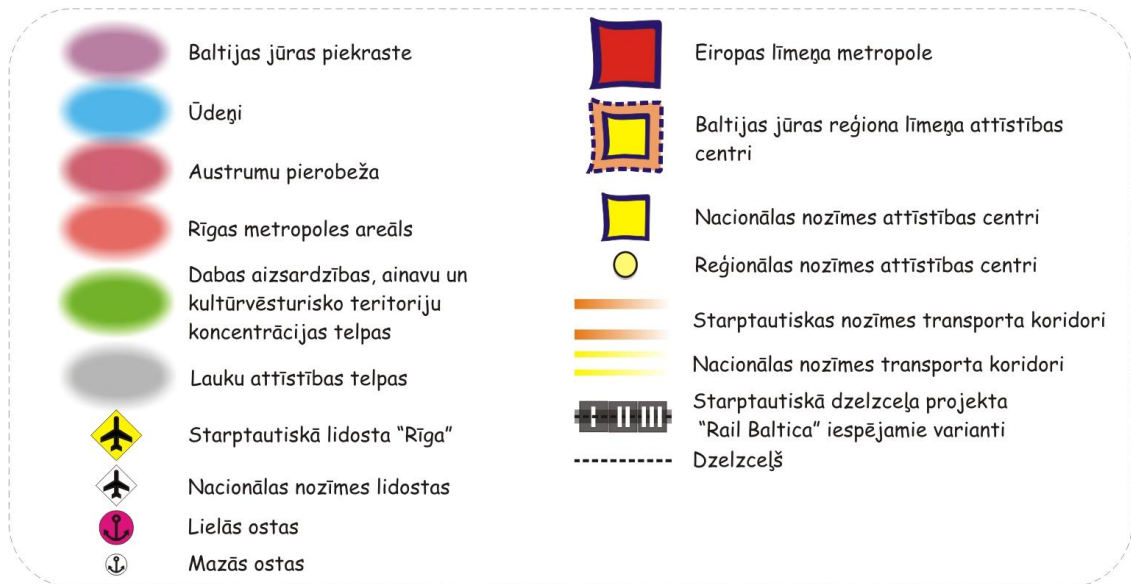 Baltijas jūras piekraste
Ūdeņi
Austrumu pierobeža
Rīgas metropoles areāls
Dabas aizsardzības, ainavu un
kultūrvēsturisko teritoriju
koncentrācijas telpas
Lauku attīstības telpas
Starptautiskā lidosta “Rīga”
Nacionālas nozīmes lidostas
Lielās ostas
Mazās ostas
Eiropas līmeņa metropole
Baltijas jūras reģiona līmeņa attīstības
centri
Nacionālas nozīmes attīstības centri
Reģionālas nozīmes attīstības centri
Starptautiskas nozīmes transporta koridori
Nacionālas nozīmes transporta koridori
I II III
Starptautiskā dzelzceļa projekta
“Rail Baltica” iespējamie varianti
Dzelzceļš